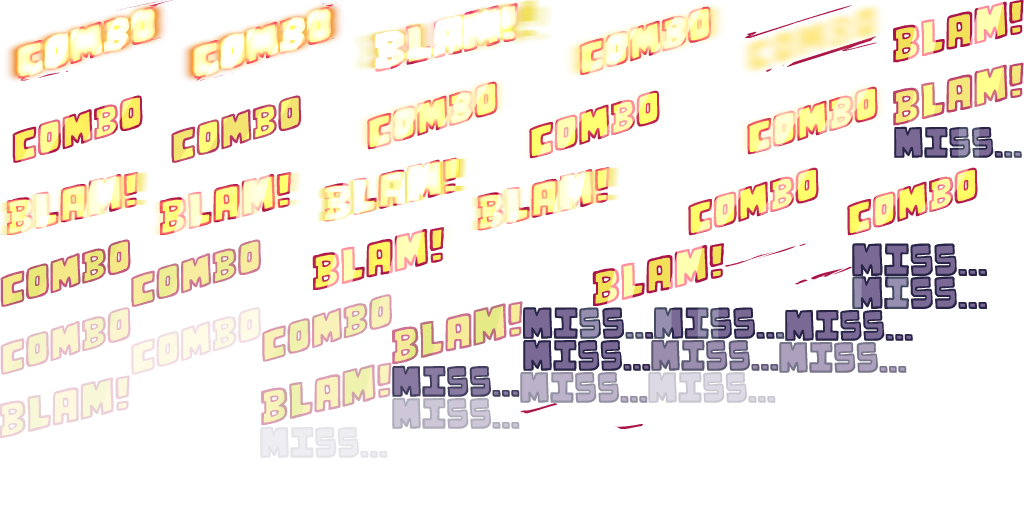 COMBO COMBO BLAM! COMBO COMBO BLAM!
COMBO COMBO COMBO COMBO COMBO BLAM!
MISS...
BLAM! BLAM! BLAM! BLAM! COMBO COMBO
COMBO COMBO BLAM! BLAM! MISS...
MISS...
COMBO COMBO COMBO BLAM! MISS... MISS... MISS...
MISS... MISS... MISS...
BLAM! BLAM! MISS... MISS... MISS...
MISS...
MISS...